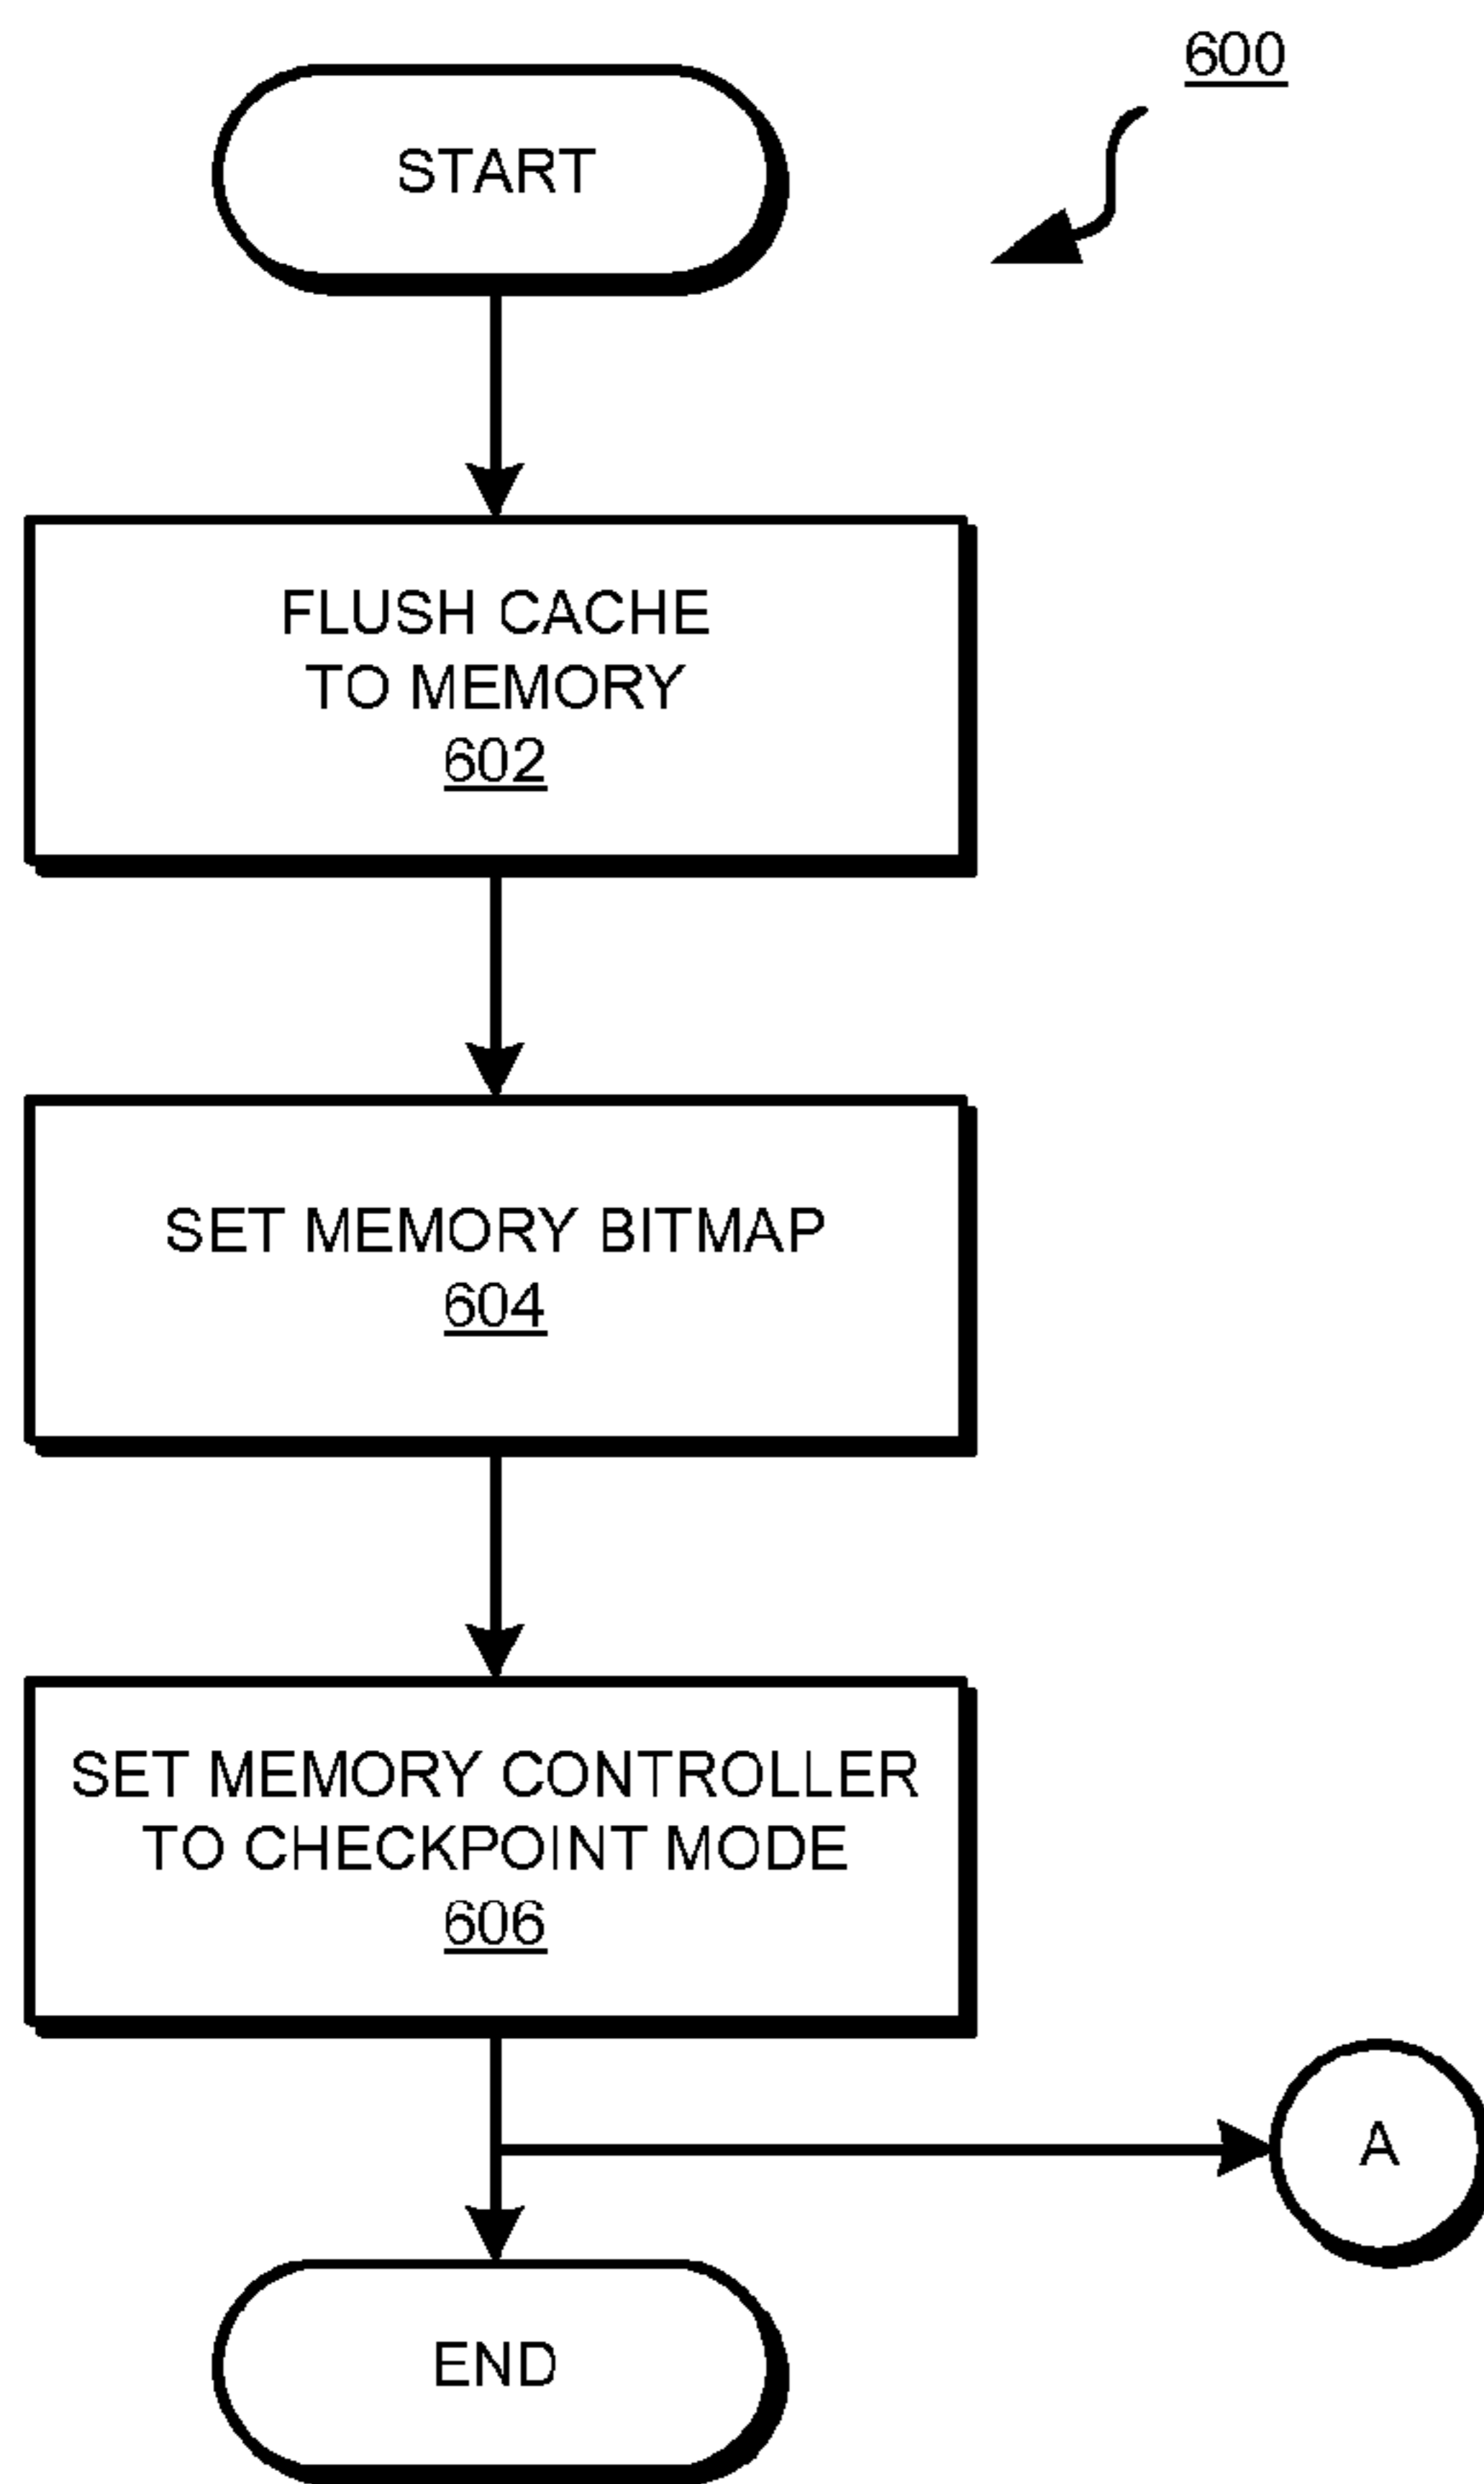 600
START
FLUSH CACHE
TO MEMORY
602
SET MEMORY BITMAP
604
SET MEMORY CONTROLLER
TO CHECKPOINT MODE
606
A
END